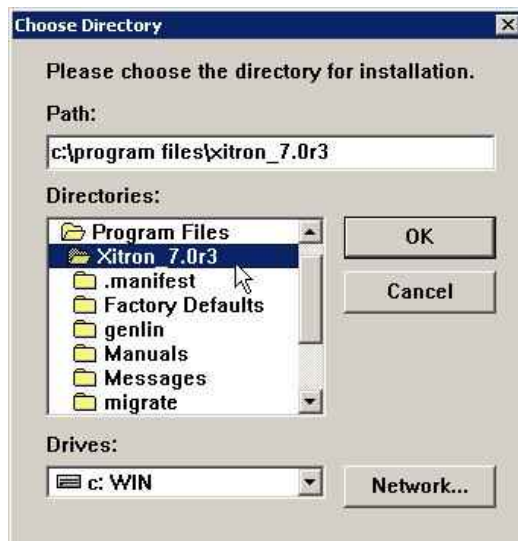 Choose Directory
Please choose the directory for installation.
Path:
c:\program files\xitron_7.0r3
Directories:
Program Files
Xitron_7.0r3
.manifest
Factory Defaults
genlin
Manuals
Messages
migrate
OK
Cancel
Drives:
c: WIN
Network...